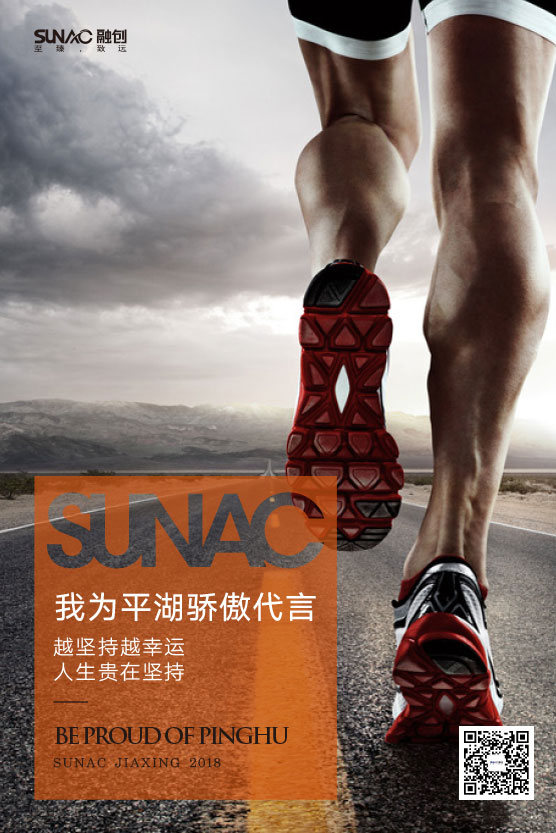 SUNAC 融创
至臻，致远
SUNAC
我为平湖骄傲代言
越坚持越幸运
人生贵在坚持
BE PROUD OF PINGHU
SUNAC JIAXING 2018